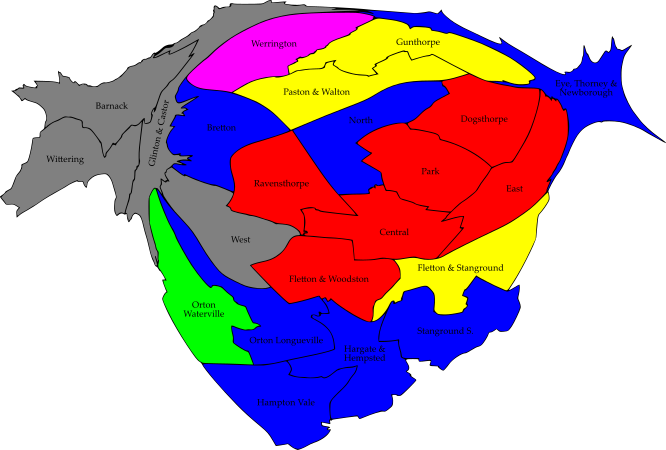 Werrington
Gunthorpe
Eye, Thorney &
Newborough
Barnack
Paston & Walton
Glinton & Castor
Bretton
North
Dogsthorpe
Wittering
Park
Ravensthorpe
East
West
Central
Fletton & Stanground
Fletton & Woodston
Orton
Waterville
Stanground S.
Orton Longueville
Hargate &
Hempsted
Hampton Vale